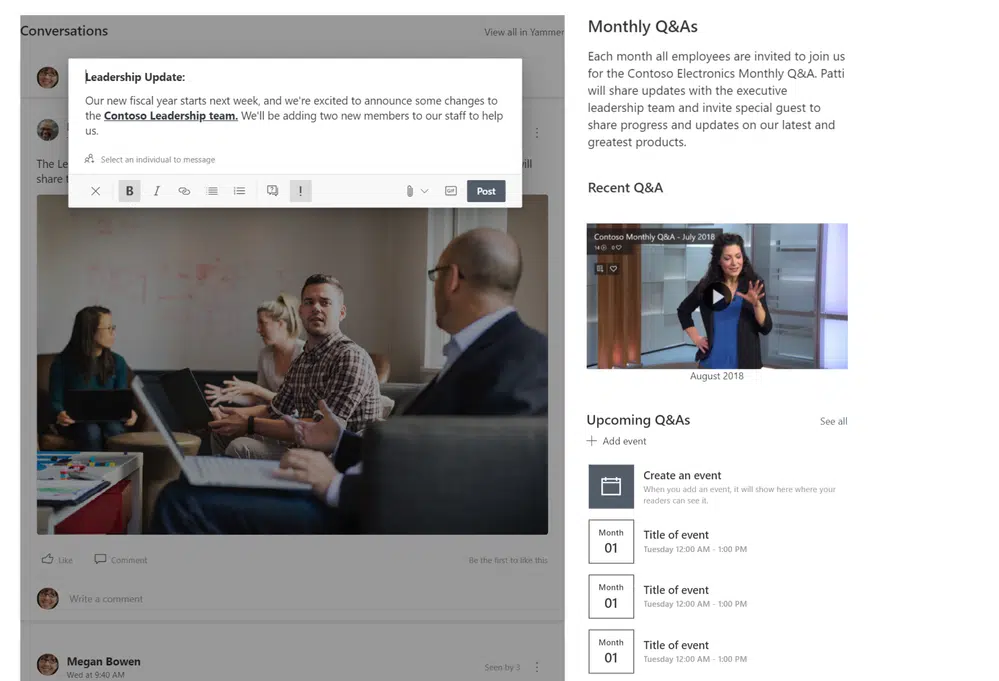 Conversations
View all in Yammer
Leadership Update:
Our new fiscal year starts next week, and we're excited to announce some changes to
the Contoso Leadership team. We'll be adding two new members to our staff to help
us.
Select an individual to message
B I ! GIF Post
The Le
will
share t
Like
Comment
Be the first to like this
Write a comment
Megan Bowen
Wed at 9:40 AM
Seen by 3
Monthly Q&As
Each month all employees are invited to join us
for the Contoso Electronics Monthly Q&A. Patti
will share updates with the executive
leadership team and invite special guest to
share progress and updates on our latest and
greatest products.
Recent Q&A
Contoso Monthly Q&A - July 2018
14 0
August 2018
Upcoming Q&As
See all
Add event
Create an event
When you add an event, it will show here where your
readers can see it.
Month
01
Title of event
Tuesday 12:00 AM - 1:00 PM
Month
01
Title of event
Tuesday 12:00 AM - 1:00 PM
Month
01
Title of event
Tuesday 12:00 AM - 1:00 PM